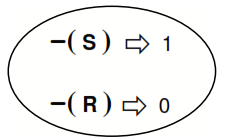 –( S ) ⇨ 1
–( R ) ⇨ 0